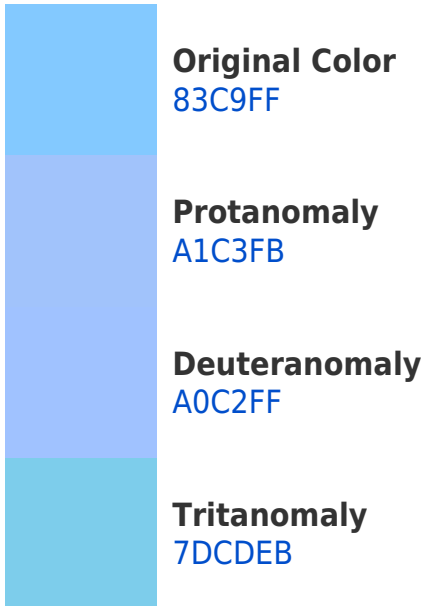 Original Color
83C9FF
Protanomaly
A1C3FB
Deuteranomaly
A0C2FF
Tritanomaly
7DCDEB